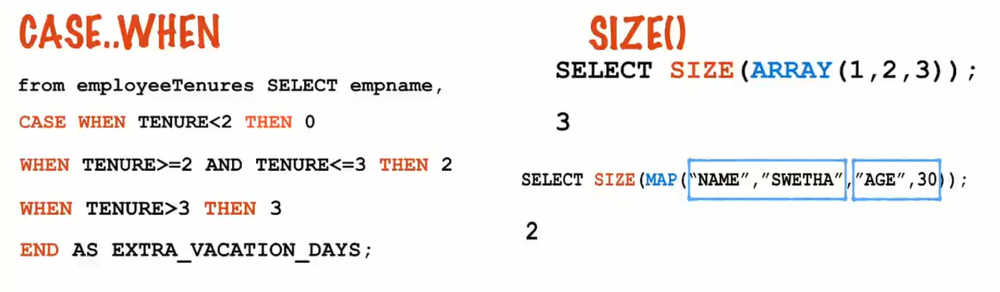 CASE..WHEN
from employeeTenures SELECT empname,
CASE WHEN TENURE<2 THEN 0
WHEN TENURE>=2 AND TENURE<=3 THEN 2
WHEN TENURE>3 THEN 3
END AS EXTRA_VACATION_DAYS;
SIZE()
SELECT SIZE(ARRAY(1,2,3));
3
SELECT SIZE(MAP(“NAME”,”SWETHA”,”AGE”,30));
2